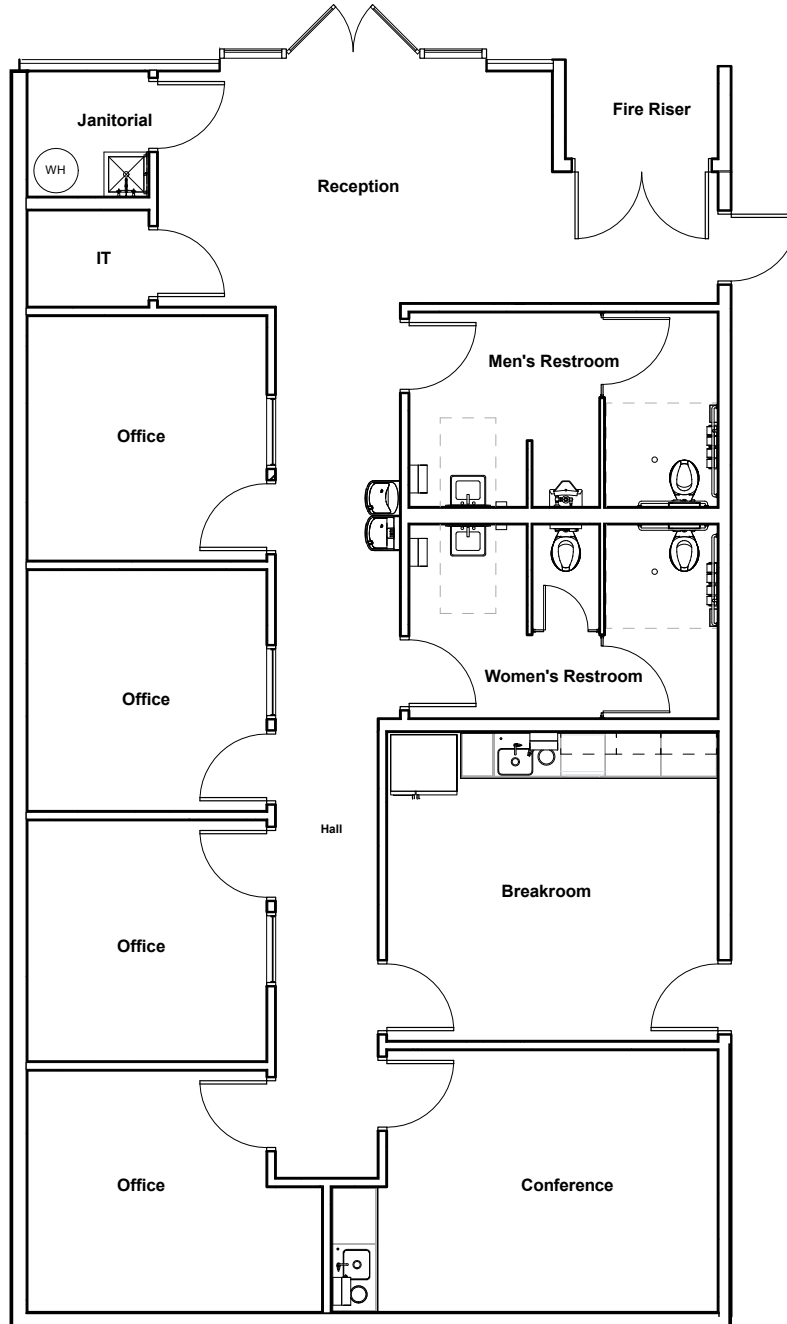 Janitorial
Fire Riser
WH
Reception
IT
Men's Restroom
Office
Women's Restroom
Office
Hall
Breakroom
Office
Office
Conference